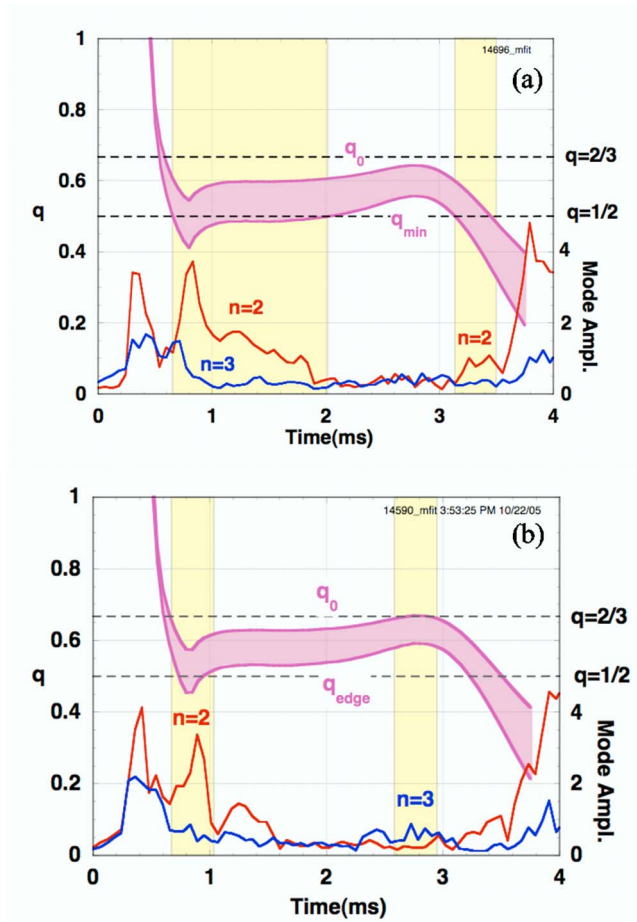 14696_mfit
(a)
1
0.8
0.6
0.4
0.2
0
q
q0
qmin
q=2/3
q=1/2
4
2
0
Mode Ampl.
n=2
n=3
n=2
0 1 2 3 4
Time(ms)
14590_mfit 3:53:25 PM 10/22/05
(b)
1
0.8
0.6
0.4
0.2
0
q
q0
qedge
q=2/3
q=1/2
4
2
0
Mode Ampl.
n=2
n=3
0 1 2 3 4
Time(ms)